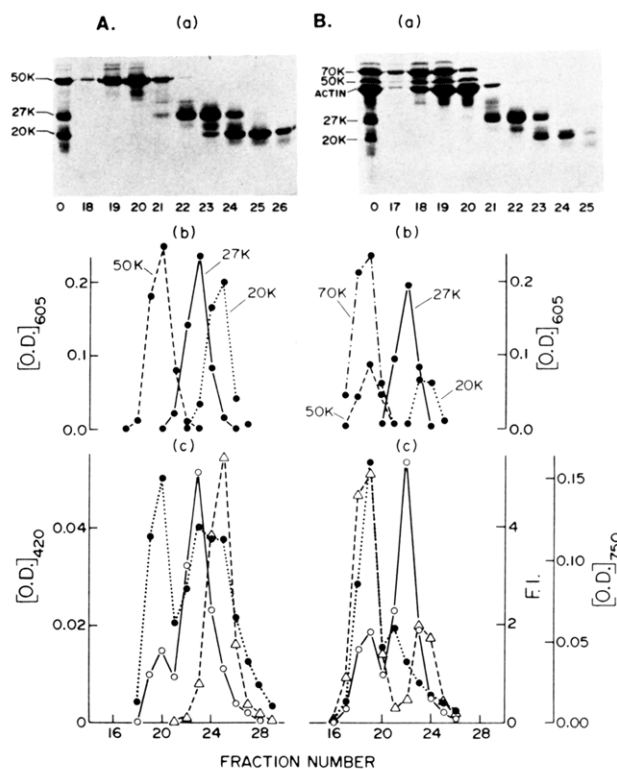 A. (a)
50K
27K
20K
0 18 19 20 21 22 23 24 25 26
B. (a)
70K
50K
ACTIN
27K
20K
0 17 18 19 20 21 22 23 24 25
(b)
50K
27K
20K
[O.D.]605
0.2
0.1
0.0
(b)
70K
27K
50K
20K
0.2
0.1
0.0
[O.D.]605
(c)
[O.D.]420
0.04
0.02
0.00
16 20 24 28
(c)
4
2
0
F.I.
0.15
0.10
0.05
0.00
[O.D.]750
16 20 24 28
FRACTION NUMBER